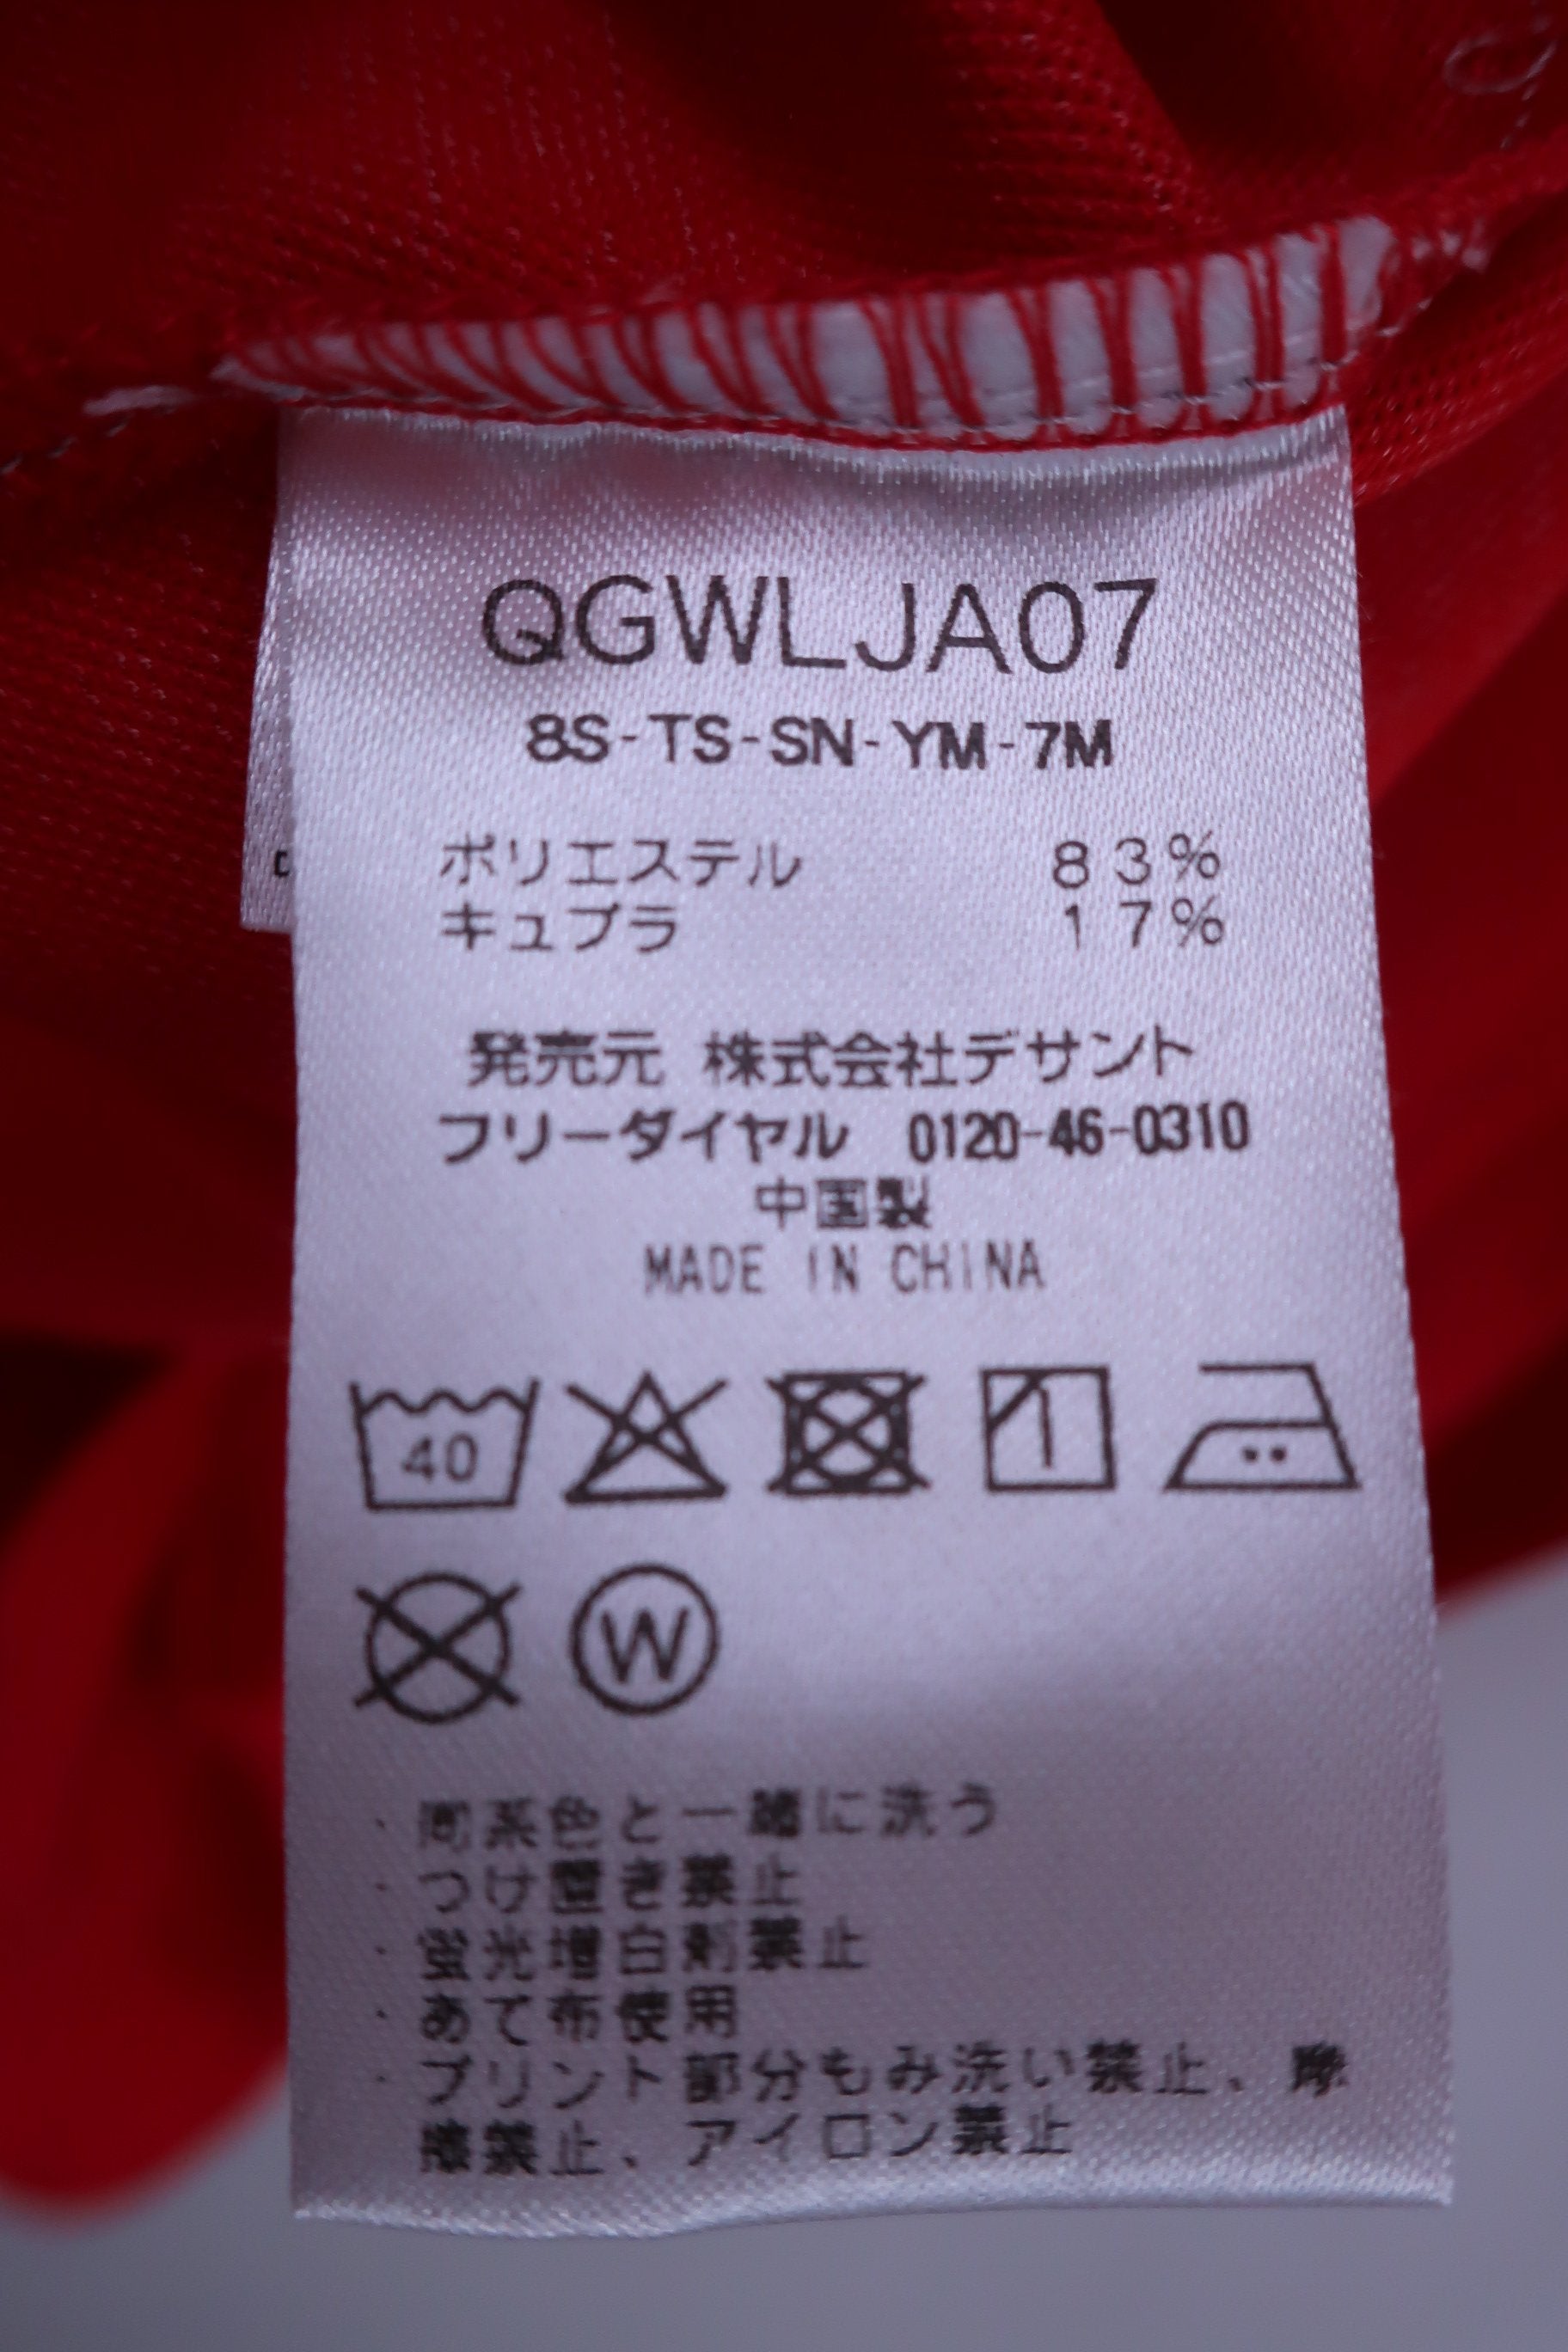 QGWLJA07
8S-TS-SN-YM-7M
ポリエステル 83%
キュプラ 17%
発売元 株式会社デサント
フリーダイヤル 0120-46-0310
中国製
MADE IN CHINA
40
1
W
・同系色と一緒に洗う
・つけ置き禁止
・蛍光増白剤禁止
・あて布使用
・プリント部分もみ洗い禁止、摩
擦禁止、アイロン禁止